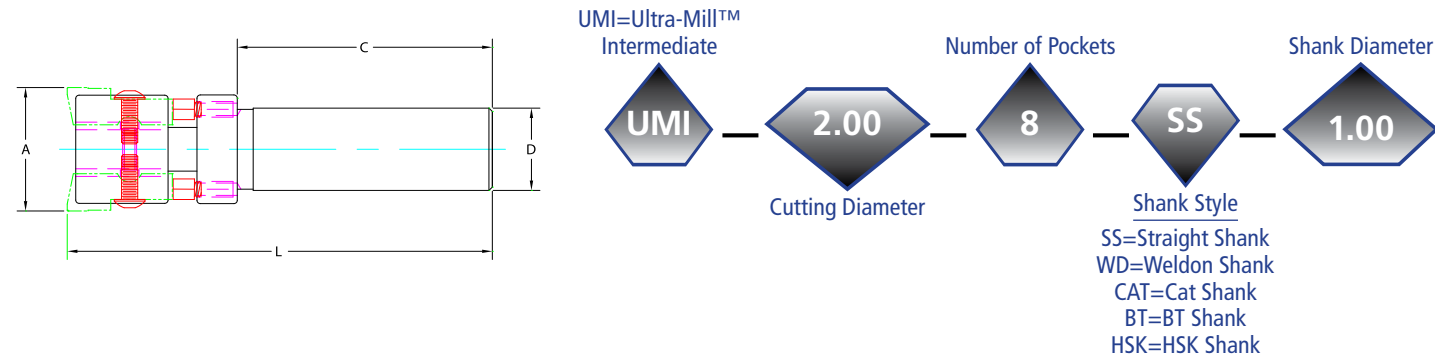 C
A
D
L
UMI=Ultra-Mill™
Intermediate
UMI
2.00
Cutting Diameter
Number of Pockets
8
SS
Shank Style
SS=Straight Shank
WD=Weldon Shank
CAT=Cat Shank
BT=BT Shank
HSK=HSK Shank
Shank Diameter
1.00